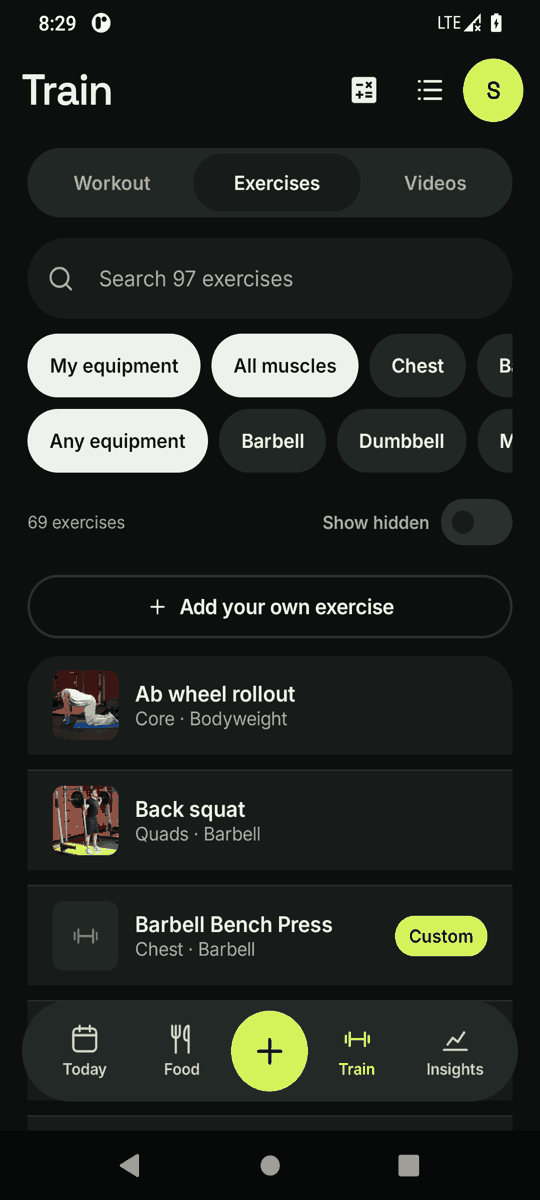 8:29
LTE
Train
S
Workout
Exercises
Videos
Search 97 exercises
My equipment
All muscles
Chest
Any equipment
Barbell
Dumbbell
69 exercises
Show hidden
+ Add your own exercise
Ab wheel rollout
Core · Bodyweight
Back squat
Quads · Barbell
Barbell Bench Press
Chest · Barbell
Custom
Today
Food
Train
Insights